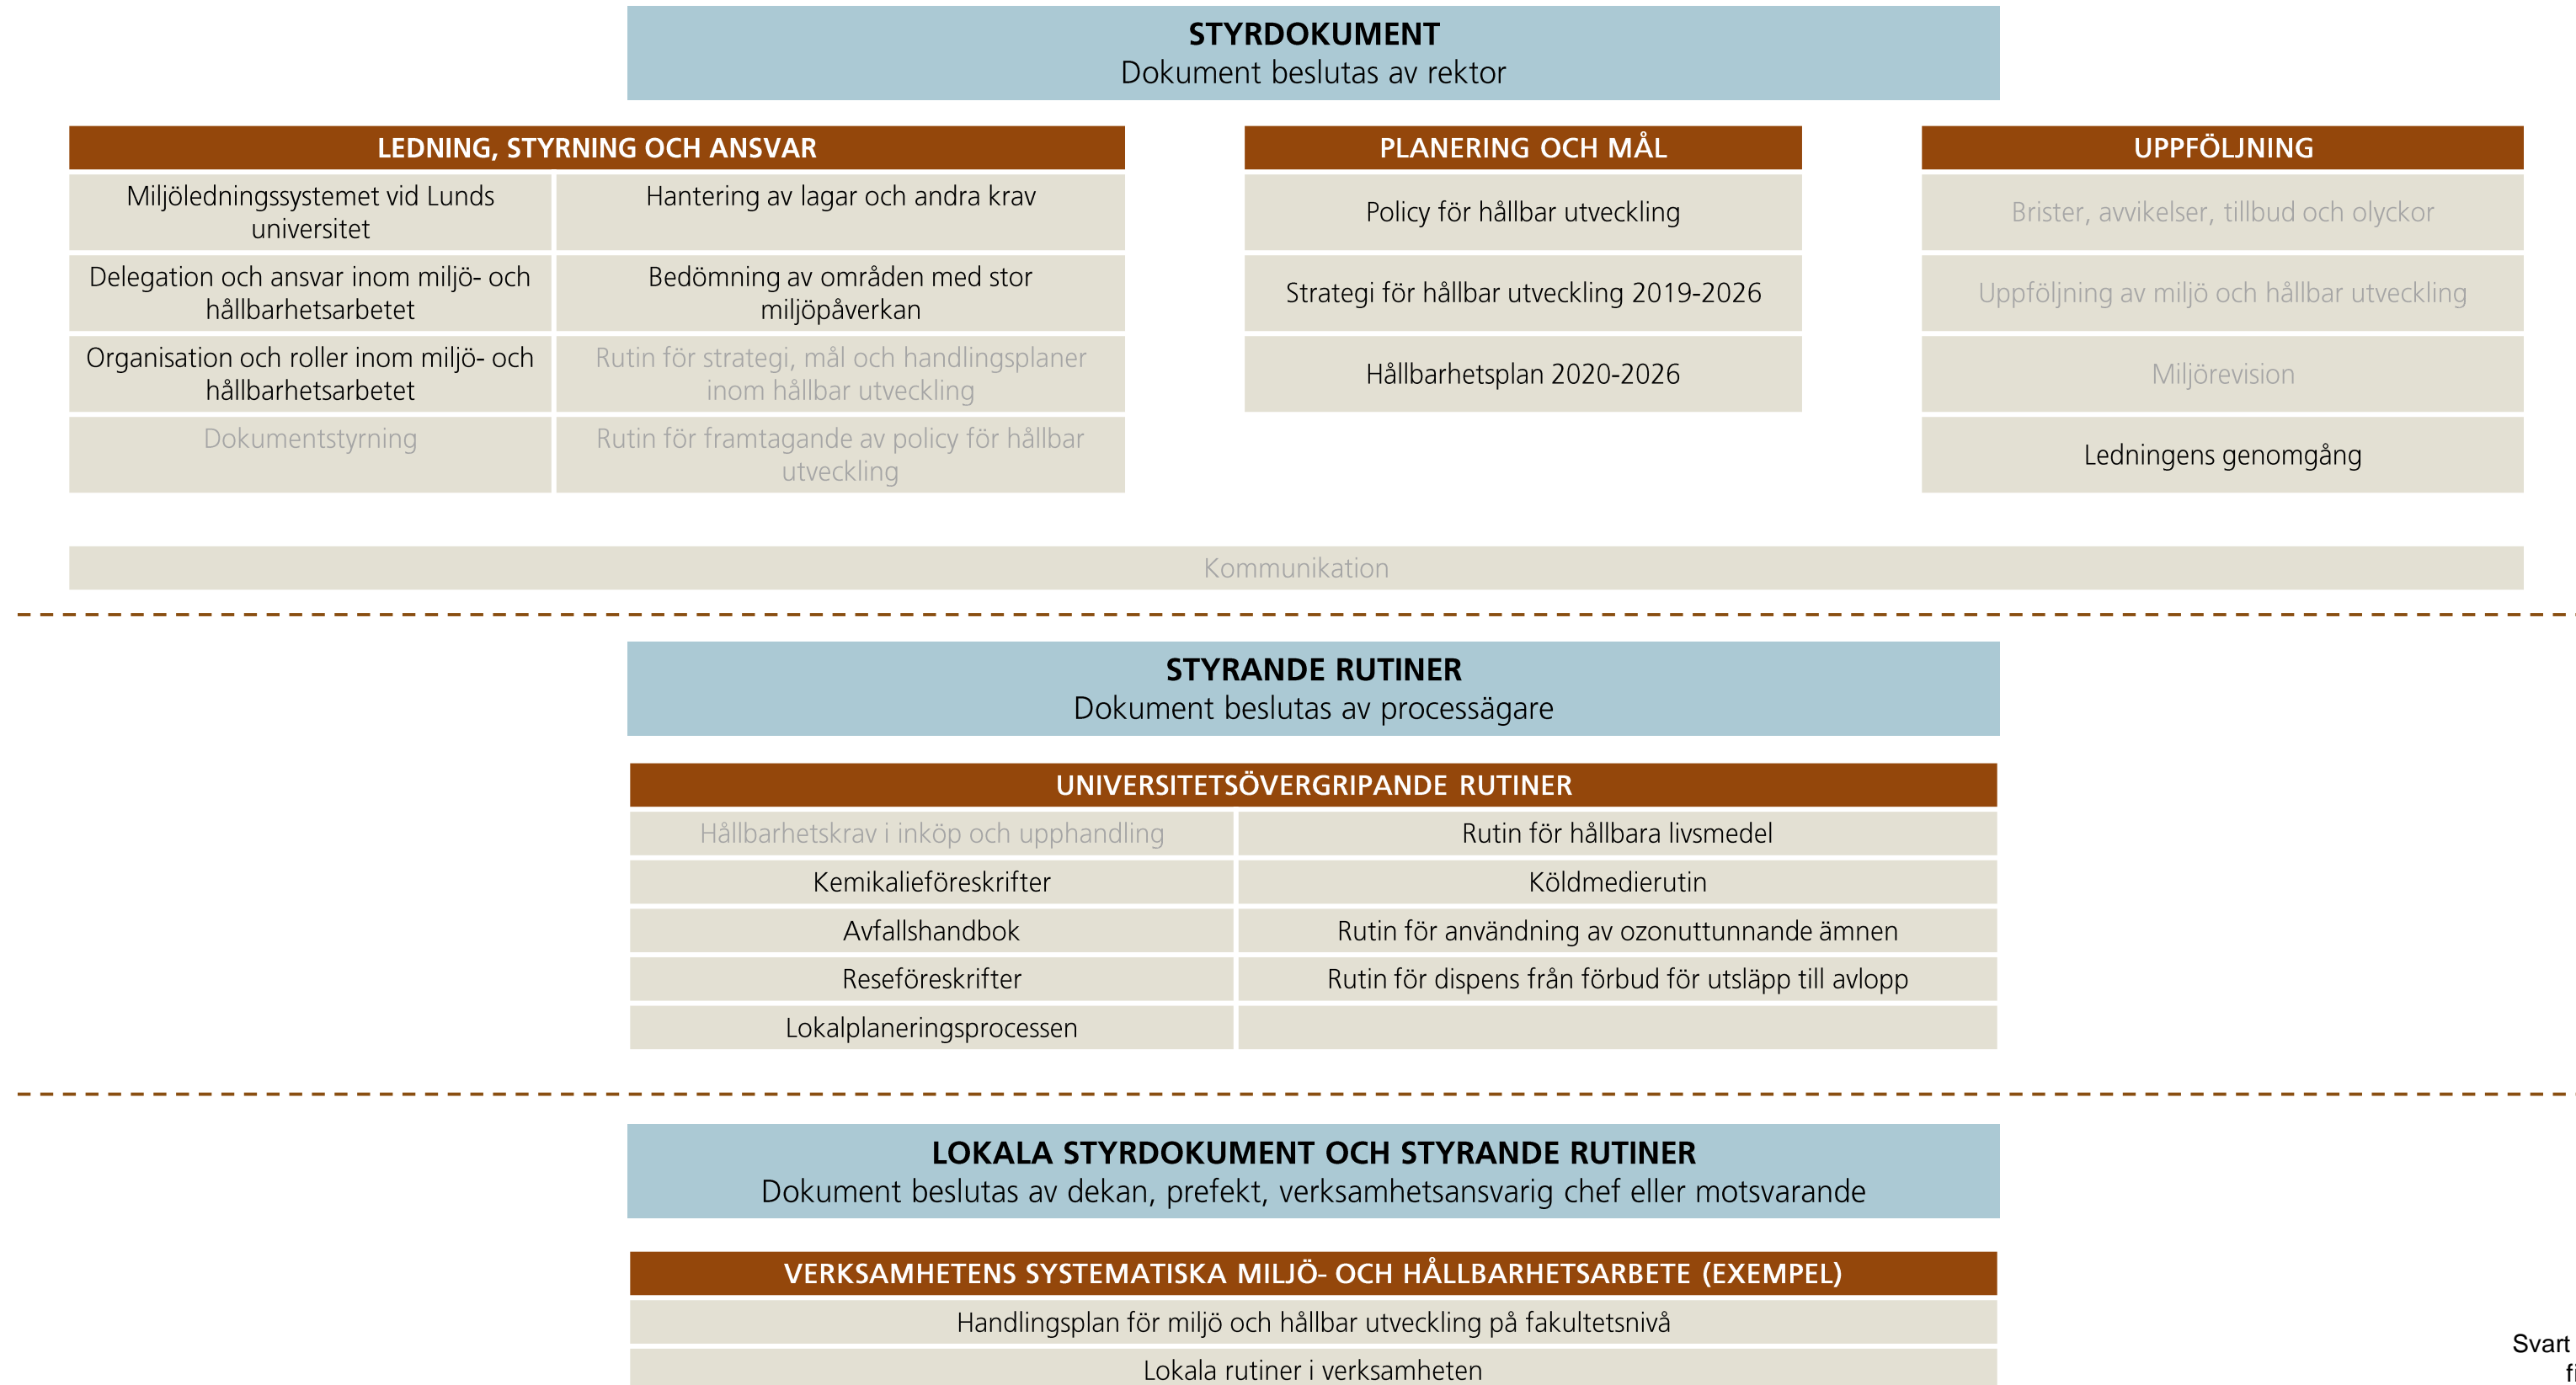 STYRDOKUMENT
Dokument beslutas av rektor
LEDNING, STYRNING OCH ANSVAR
Miljöledningssystemet vid Lunds
universitet
Hantering av lagar och andra krav
Delegation och ansvar inom miljö- och
hållbarhetsarbetet
Bedömning av områden med stor
miljöpåverkan
Organisation och roller inom miljö- och
hållbarhetsarbetet
Rutin för strategi, mål och handlingsplaner
inom hållbar utveckling
Dokumentstyrning
Rutin för framtagande av policy för hållbar
utveckling
PLANERING OCH MÅL
Policy för hållbar utveckling
Strategi för hållbar utveckling 2019-2026
Hållbarhetsplan 2020-2026
UPPFÖLJNING
Brister, avvikelser, tillbud och olyckor
Uppföljning av miljö och hållbar utveckling
Miljörevision
Ledningens genomgång
Kommunikation
STYRANDE RUTINER
Dokument beslutas av processägare
UNIVERSITETSÖVERGRIPANDE RUTINER
Hållbarhetskrav i inköp och upphandling
Rutin för hållbara livsmedel
Kemikalieföreskrifter
Köldmedierutin
Avfallshandbok
Rutin för användning av ozonuttunnande ämnen
Reseföreskrifter
Rutin för dispens från förbud för utsläpp till avlopp
Lokalplaneringsprocessen
LOKALA STYRDOKUMENT OCH STYRANDE RUTINER
Dokument beslutas av dekan, prefekt, verksamhetsansvarig chef eller motsvarande
VERKSAMHETENS SYSTEMATISKA MILJÖ- OCH HÅLLBARHETSARBETE (EXEMPEL)
Handlingsplan för miljö och hållbar utveckling på fakultetsnivå
Lokala rutiner i verksamheten
Svart